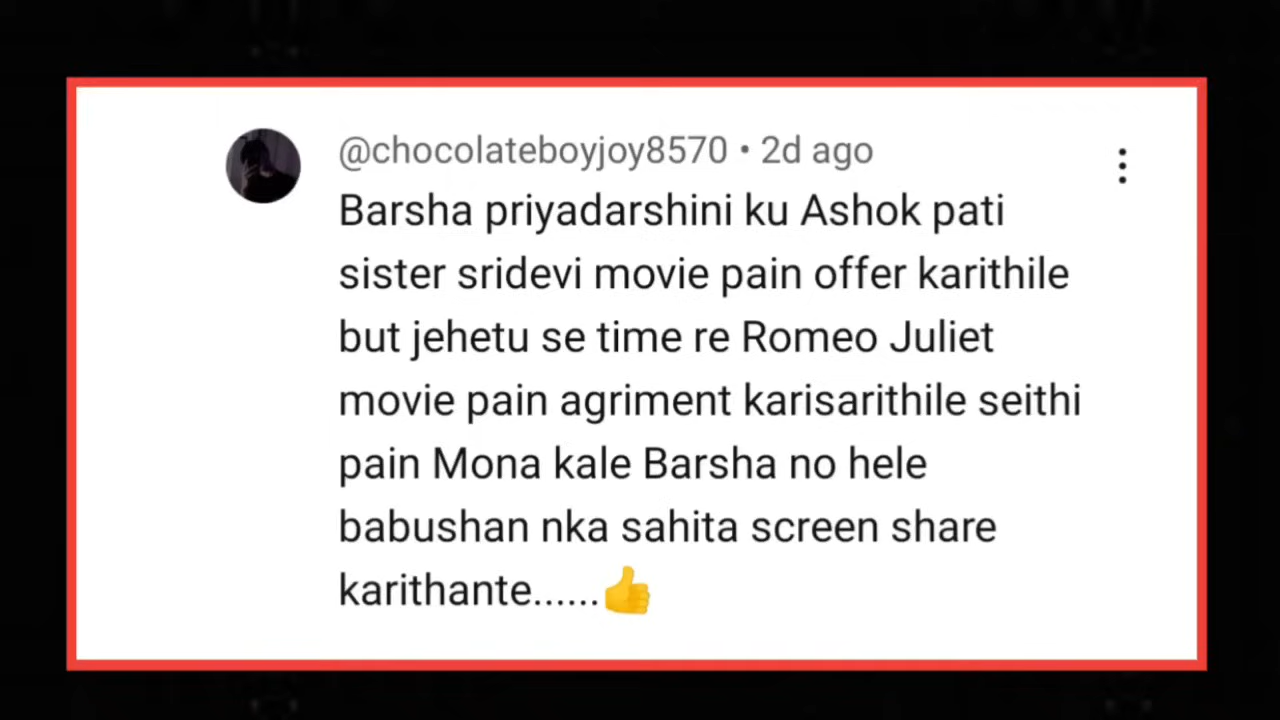 @chocolateboyjoy8570 • 2d ago
Barsha priyadarshini ku Ashok pati
sister sridevi movie pain offer karithile
but jehetu se time re Romeo Juliet
movie pain agriment karisarithile seithi
pain Mona kale Barsha no hele
babushan nka sahita screen share
karithante......👍